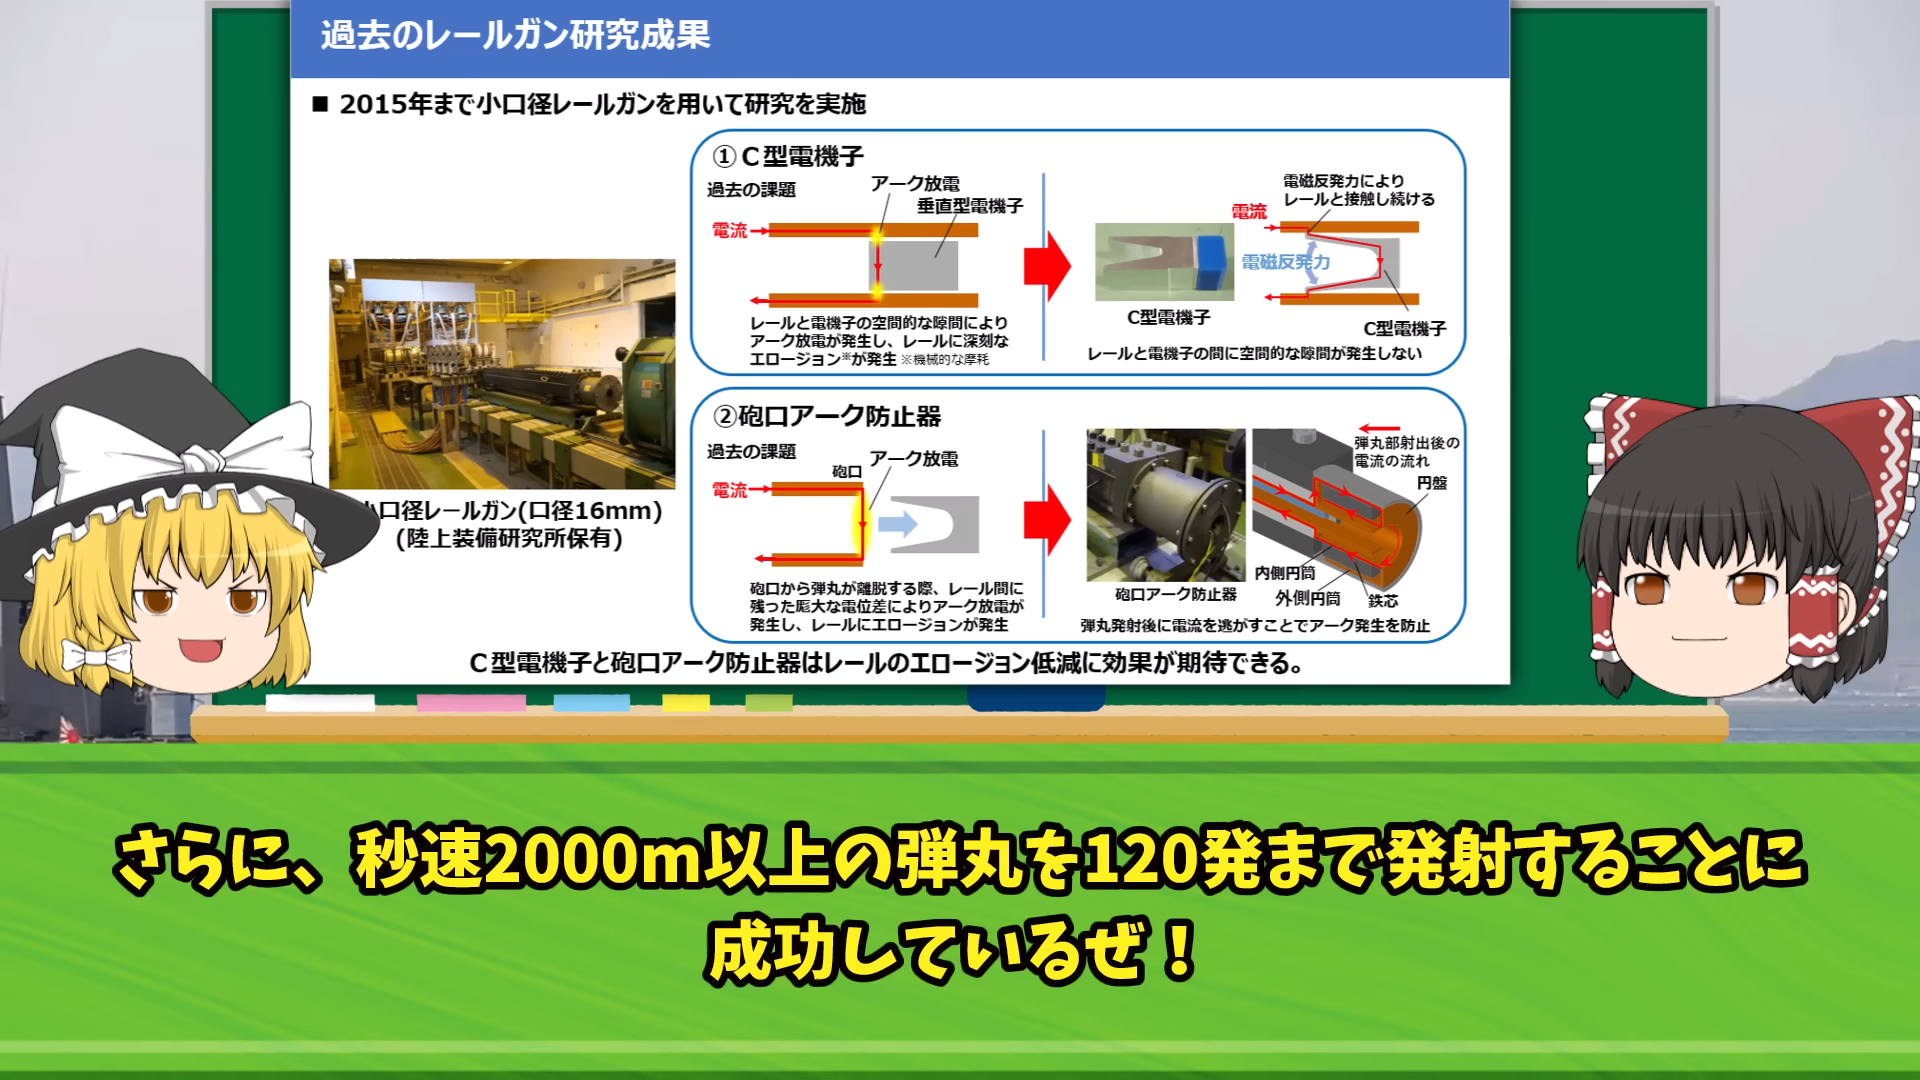 過去のレールガン研究成果
■ 2015年まで小口径レールガンを用いて研究を実施
小口径レールガン(口径16mm)
(陸上装備研究所保有)
①C型電機子
過去の課題
アーク放電
垂直型電機子
電流
レールと電機子の空間的な隙間により
アーク放電が発生し、レールに深刻な
エロージョン※が発生 ※機械的な摩耗
C型電機子
電磁反発力により
レールと接触し続ける
電流
電磁反発力
C型電機子
レールと電機子の間に空間的な隙間が発生しない
②砲口アーク防止器
過去の課題
砲口
アーク放電
電流
砲口から弾丸が離脱する際、レール間に
残った厖大な電位差によりアーク放電が
発生し、レールにエロージョンが発生
砲口アーク防止器
弾丸部射出後の
電流の流れ
円盤
内側円筒
外側円筒
鉄芯
弾丸発射後に電流を逃がすことでアーク発生を防止
C型電機子と砲口アーク防止器はレールのエロージョン低減に効果が期待できる。
さらに、秒速2000m以上の弾丸を120発まで発射することに
成功しているぜ！